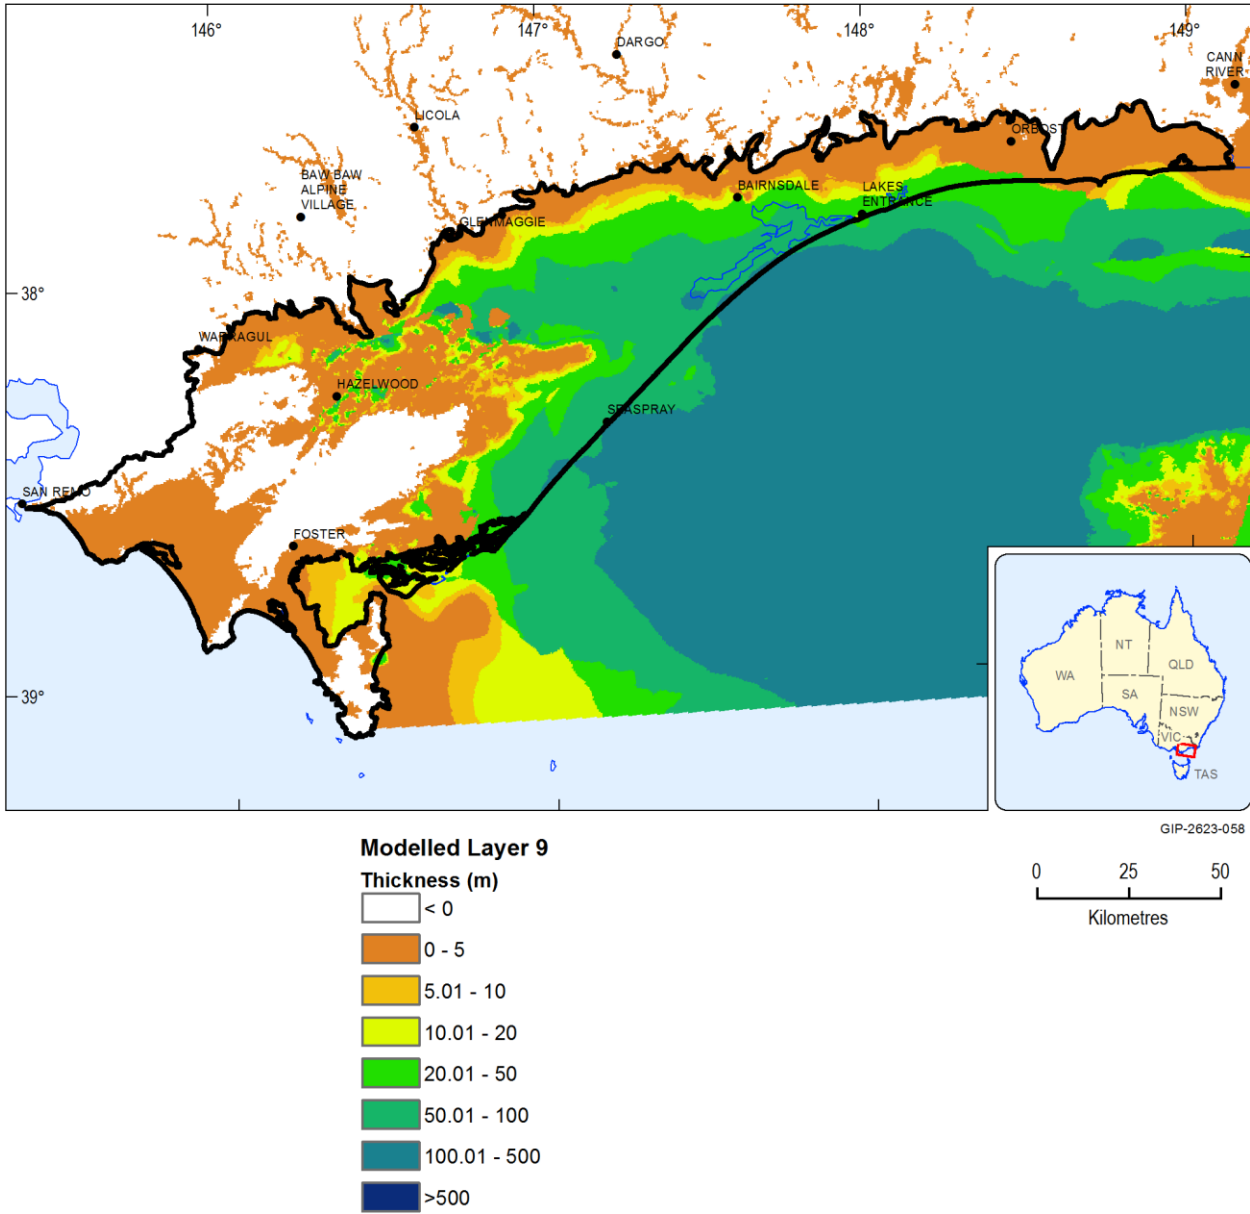 146°
147°
148°
149°
DARGO
CANN
RIVER
LICOLA
ORBOST
BAW BAW
ALPINE
VILLAGE
BAIRNSDALE
LAKES
ENTRANCE
GLENMAGGIE
38°
WARRAGUL
HAZELWOOD
SEASPRAY
SAN REMO
FOSTER
39°
NT
WA
QLD
SA
NSW
VIC
TAS
GIP-2623-058
Modelled Layer 9
Thickness (m)
< 0
0 - 5
5.01 - 10
10.01 - 20
20.01 - 50
50.01 - 100
100.01 - 500
>500
0 25 50
Kilometres